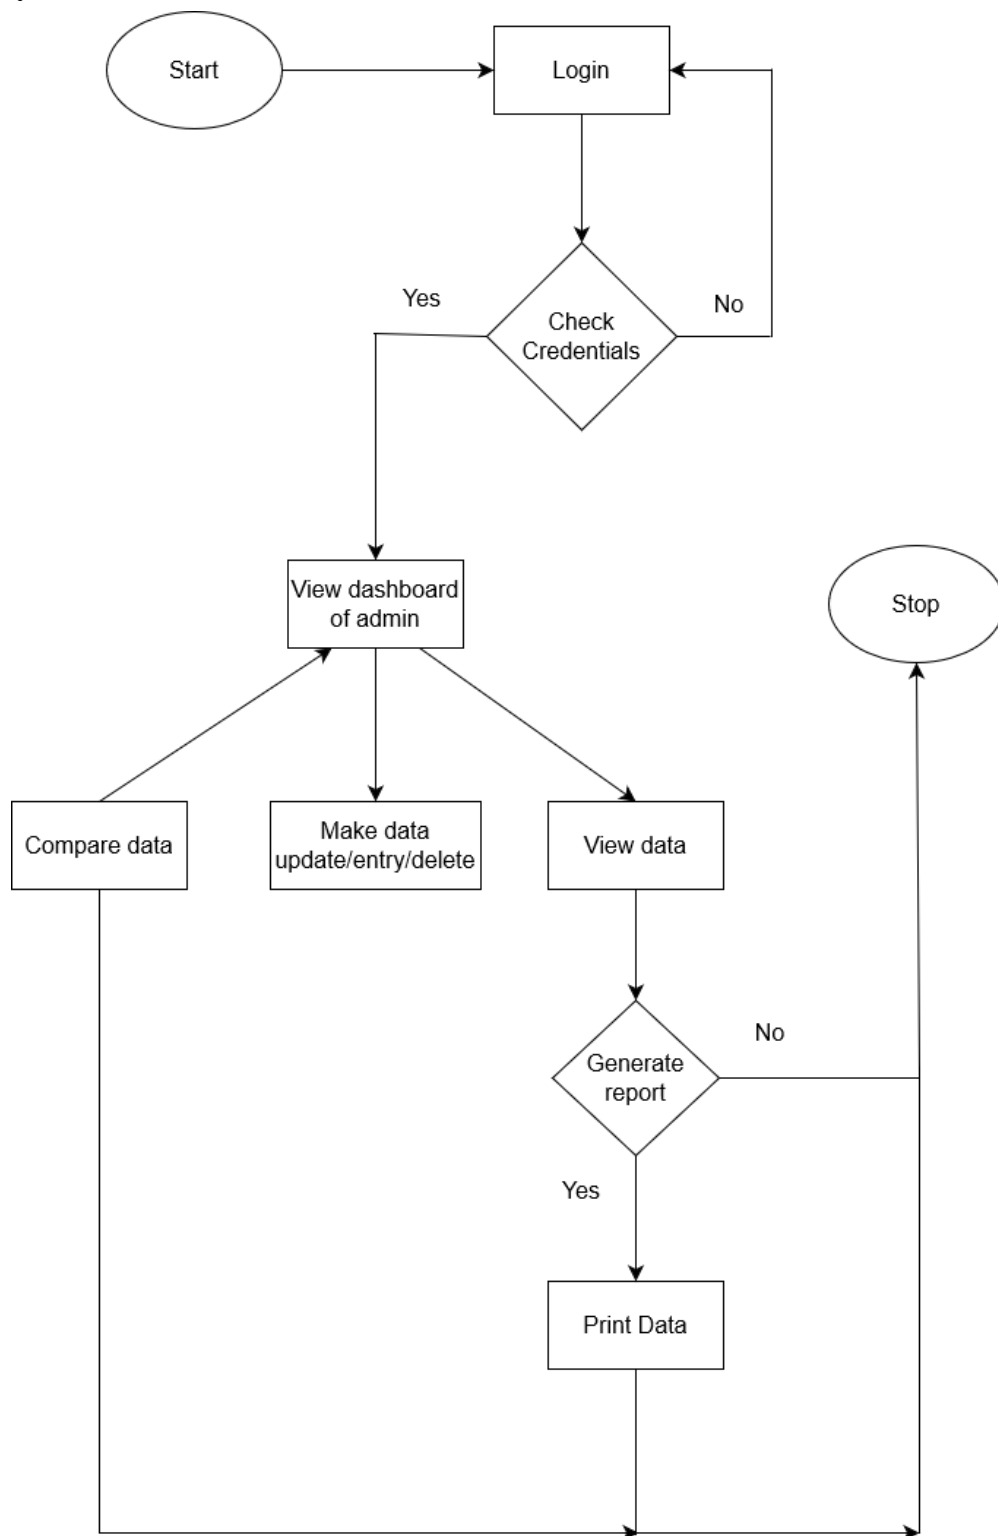 Start
Login
Yes
No
Check
Credentials
View dashboard
of admin
Stop
Compare data
Make data
update/entry/delete
View data
No
Generate
report
Yes
Print Data